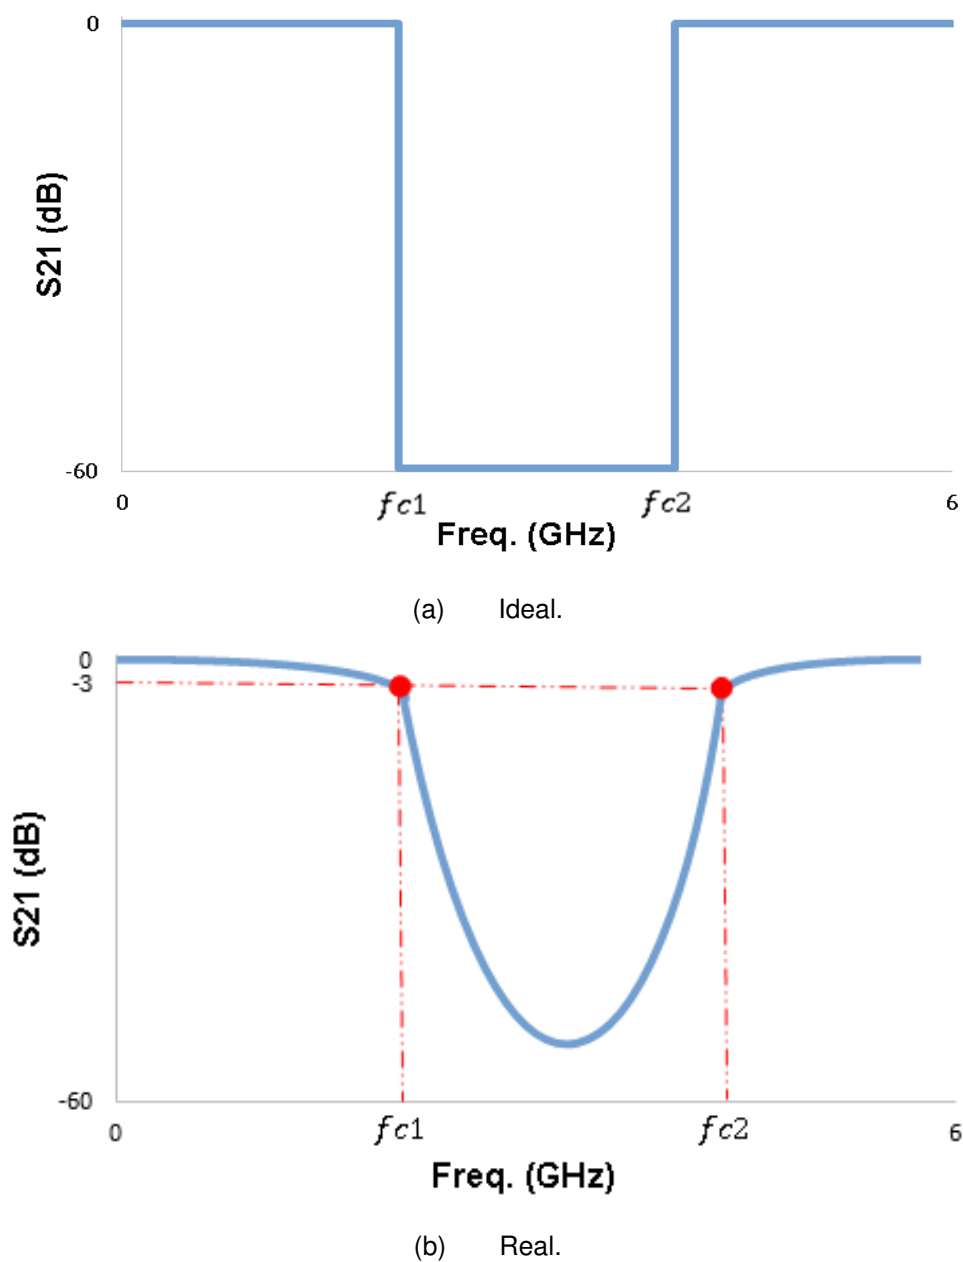 0
S21 (dB)
-60
0 fc1 fc2 6
Freq. (GHz)
(a) Ideal.
0
-3
S21 (dB)
-60
0 fc1 fc2 6
Freq. (GHz)
(b) Real.